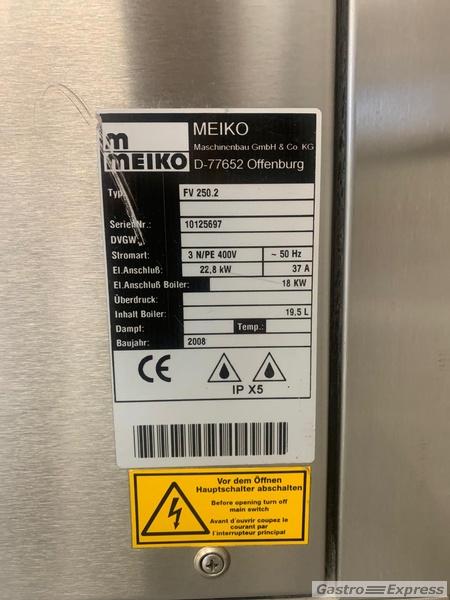 m
MEIKO
MEIKO
Maschinenbau GmbH & Co KG
D-77652 Offenburg
Typ: FV 250.2
SerienNr.: 10125697
DVGW:
Stromart: 3 N/PE 400V ~ 50 Hz
El.Anschluß: 22,8 kW 37 A
El.Anschluß Boiler: 18 KW
Überdruck:
Inhalt Boiler: 19,5 L
Dampf: Temp.:
Baujahr: 2008
CE
IP X5
Vor dem Öffnen
Hauptschalter abschalten
Before opening turn off
main switch
Avant d'ouvrir coupez le
courant par
l'interrupteur principal
Gastro Express